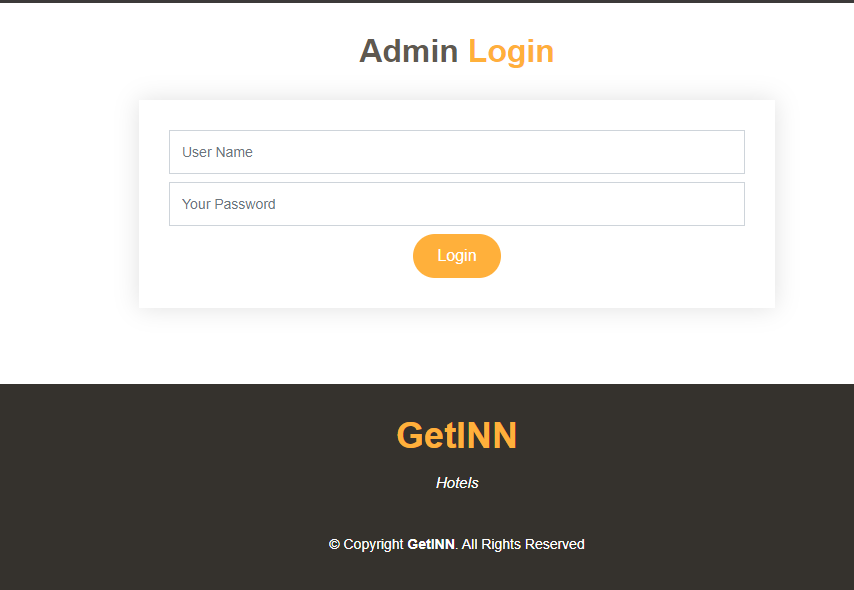 Admin Login
User Name
Your Password
Login
GetINN
Hotels
© Copyright GetINN. All Rights Reserved